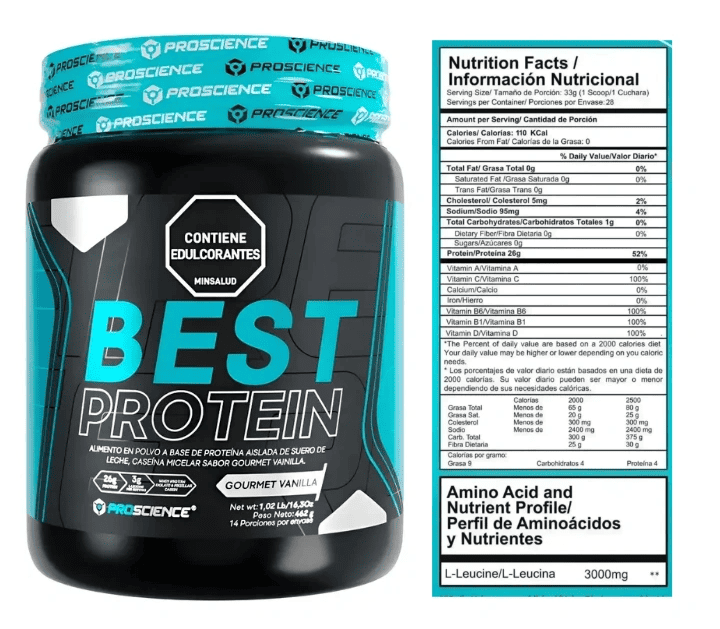 PROSCIENCE PROSCIENCE PROSCIENCE
PROSCIENCE PROSCIENCE
PROSCIENCE PROSCIENCE
PROSCIENCE PROSCIENCE
CONTIENE
EDULCORANTES
MINSALUD
BEST
PROTEIN
ALIMENTO EN POLVO A BASE DE PROTEÍNA AISLADA DE SUERO DE
LECHE, CASEÍNA MICELAR SABOR GOURMET VAINILLA.
26g
3g
GOURMET VANILLA
Net wt: 1,02 Lb/16,3Oz
Peso Neto: 462 g
14 Porciones por envase
PROSCIENCE®
Nutrition Facts /
Información Nutricional
Serving Size/ Tamaño de Porción: 33g (1 Scoop/1 Cuchara)
Servings per Container/ Porciones por Envase: 28
Amount per Serving/ Cantidad de Porción
Calories/ Calorias: 110 KCal
Calories From Fat/ Calorías de la Grasa: 0
% Daily Value/Valor Diario*
Total Fat/ Grasa Total 0g 0%
Saturated Fat /Grasa Saturada 0g 0%
Trans Fat/Grasa Trans 0g
Cholesterol/ Colesterol 5mg 2%
Sodium/Sodio 95mg 4%
Total Carbohydrates/Carbohidratos Totales 1g 0%
Dietary Fiber/Fibra Dietaria 0g 0%
Sugars/Azúcares 0g
Protein/Proteína 26g 52%
Vitamin A/Vitamina A 0%
Vitamin C/Vitamina C 100%
Calcium/Calcio 0%
Iron/Hierro 0%
Vitamin B6/Vitamina B6 100%
Vitamin B1/Vitamina B1 100%
Vitamin D/Vitamina D 100%
*The Percent of daily value are based on a 2000 calories diet
Your daily value may be higher or lower depending on you caloric
needs.
* Los porcentajes de valor diario están basados en una dieta de
2000 calorías. Su valor diario pueden ser mayor o menor
dependiendo de sus necesidades calóricas.
Calorías 2000 2500
Grasa Total Menos de 65 g 80 g
Grasa Sat. Menos de 20 g 25 g
Colesterol Menos de 300 mg 300 mg
Sodio Menos de 2400 mg 2400 mg
Carb. Total 300 g 375 g
Fibra Dietaria 25 g 30 g
Calorías por gramo:
Grasa 9 Carbohidratos 4 Proteína 4
Amino Acid and
Nutrient Profile/
Perfil de Aminoácidos
y Nutrientes
L-Leucine/L-Leucina 3000mg **